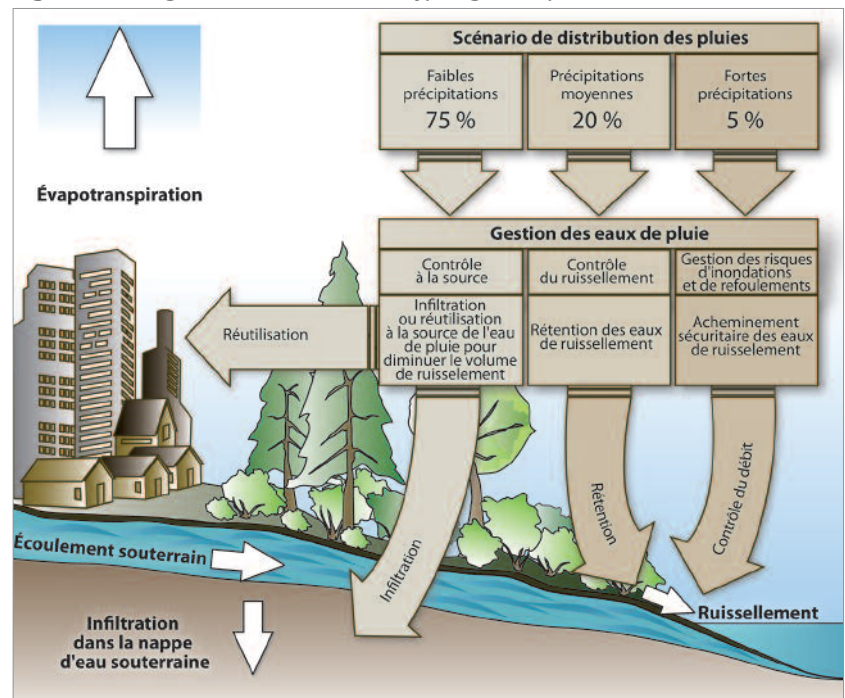 Scénario de distribution des pluies
Faibles
précipitations
75 %
Précipitations
moyennes
20 %
Fortes
précipitations
5 %
Évapotranspiration
Gestion des eaux de pluie
Contrôle
à la source
Contrôle
du ruissellement
Gestion des risques
d'inondations
et de refoulements
Réutilisation
Infiltration
ou réutilisation
à la source de l'eau
de pluie pour
diminuer le volume
de ruisselement
Rétention des eaux
de ruissellement
Acheminement
sécuritaire des eaux
de ruisselement
Infiltration
Rétention
Contrôle du débit
Écoulement souterrain
Ruissellement
Infiltration
dans la nappe
d'eau souterraine